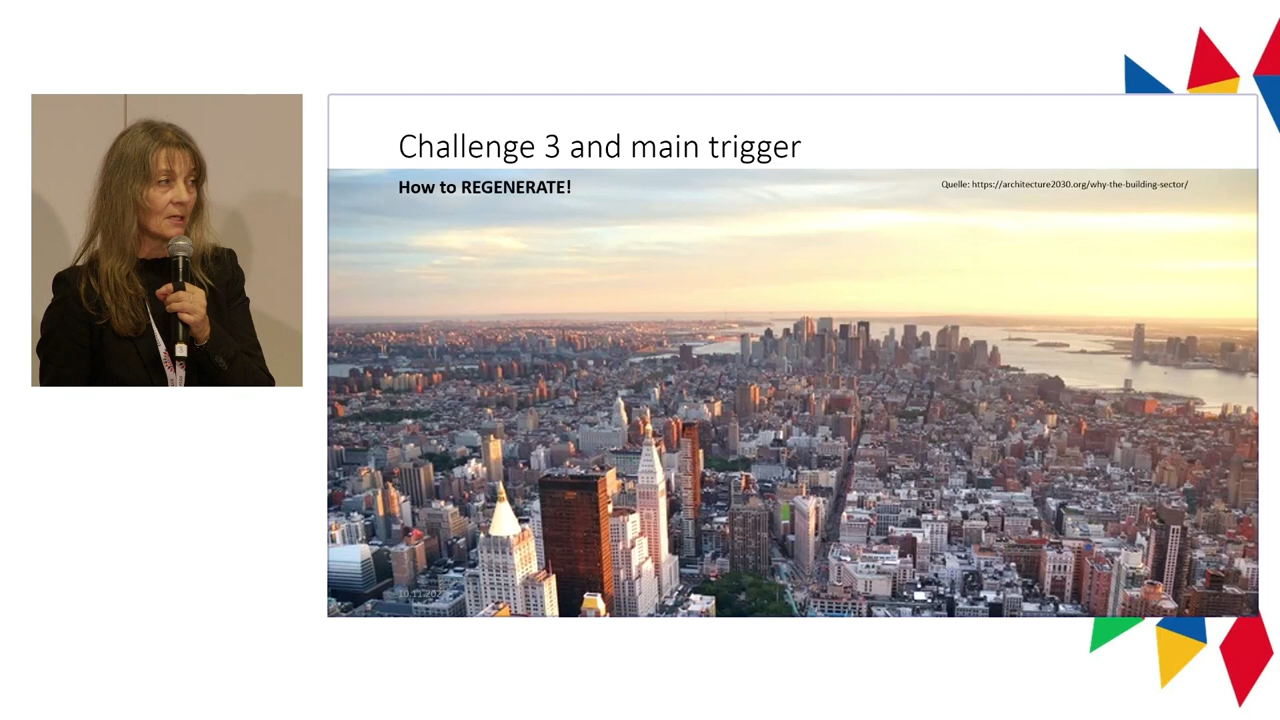 Challenge 3 and main trigger
How to REGENERATE!
Quelle: https://architecture2030.org/why-the-building-sector/